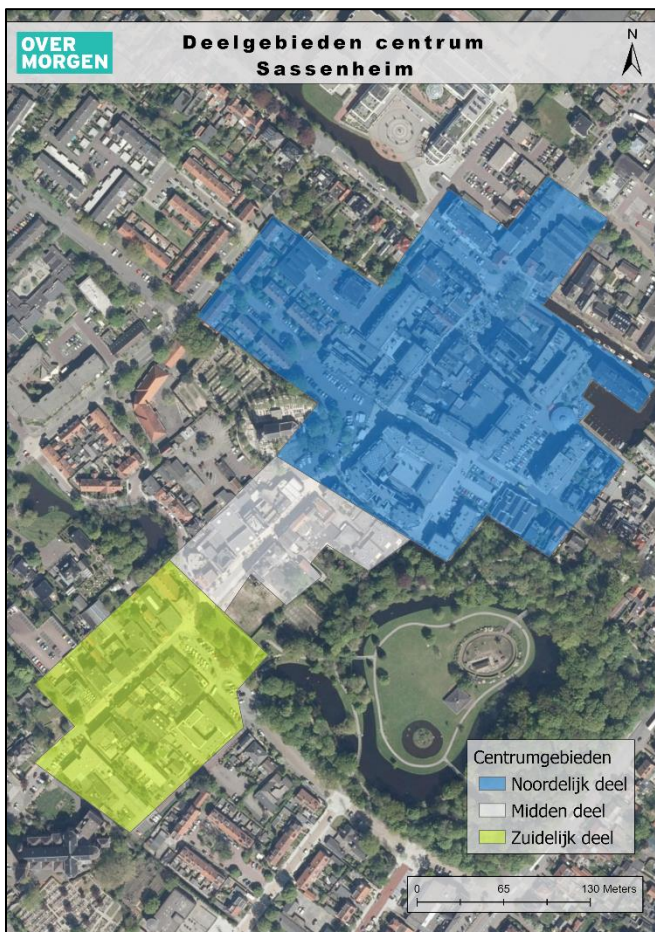 OVER
MORGEN
Deelgebieden centrum
Sassenheim
N
Centrumgebieden
Noordelijk deel
Midden deel
Zuidelijk deel
0 65 130 Meters